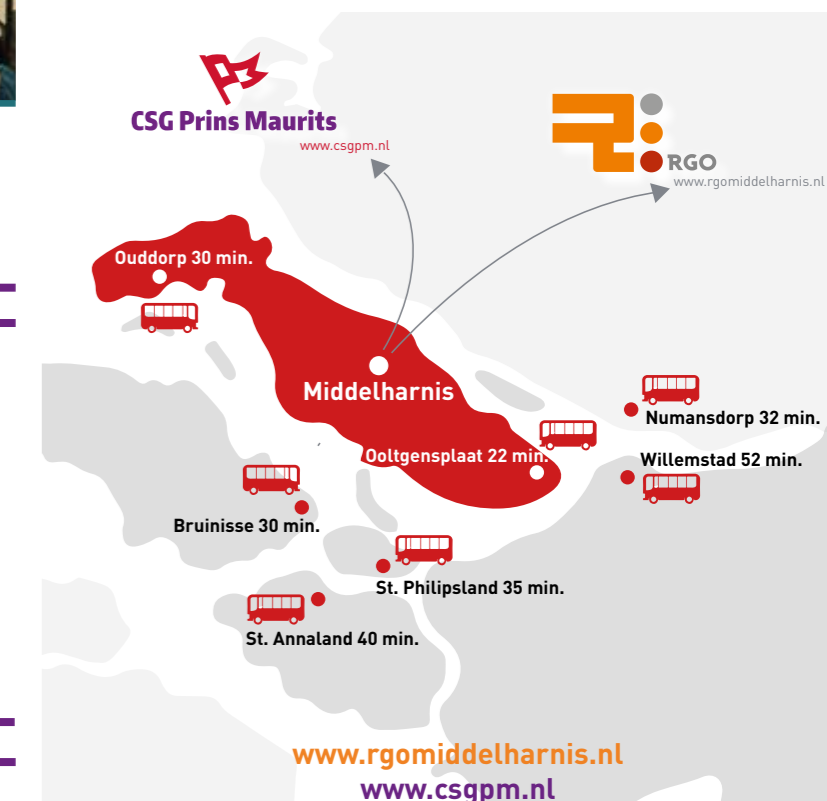 CSG Prins Maurits
www.csgpm.nl
RGO
www.rgomiddelharnis.nl
Ouddorp 30 min.
Middelharnis
Numansdorp 32 min.
Ooltgensplaat 22 min.
Willemstad 52 min.
Bruinisse 30 min.
St. Philipsland 35 min.
St. Annaland 40 min.
www.rgomiddelharnis.nl
www.csgpm.nl